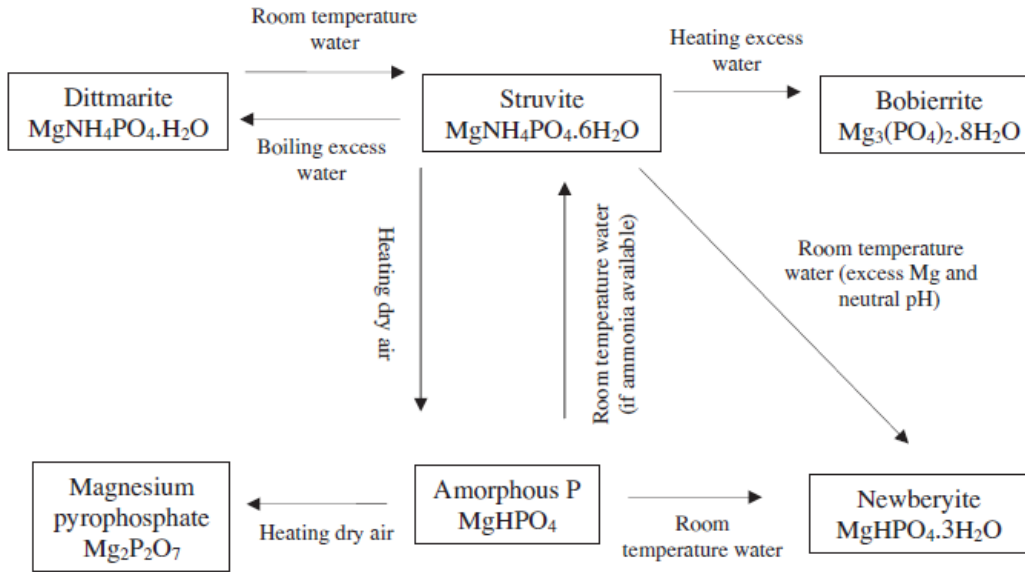 Room temperature
water
Heating excess
water
Dittmarite
MgNH₄PO₄.H₂O
Struvite
MgNH₄PO₄.6H₂O
Bobierrite
Mg₃(PO₄)₂.8H₂O
Boiling excess
water
Heating dry air
Room temperature water
(if ammonia available)
Room temperature
water (excess Mg and
neutral pH)
Magnesium
pyrophosphate
Mg₂P₂O₇
Heating dry air
Amorphous P
MgHPO₄
Room
temperature water
Newberyite
MgHPO₄.3H₂O